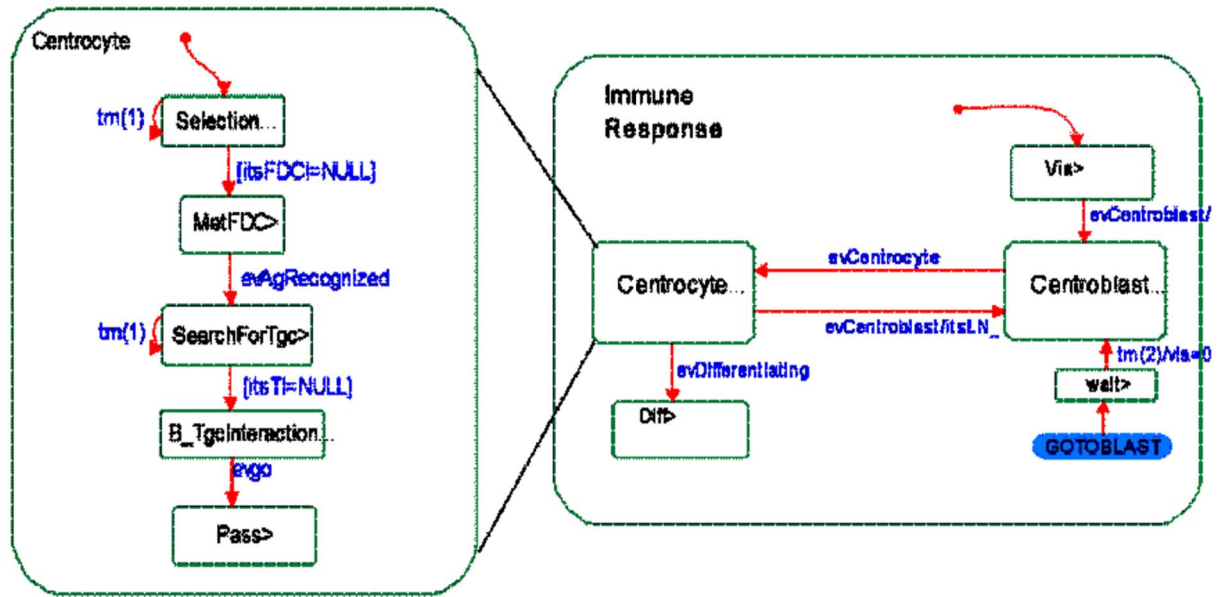 Centrocyte
tm(1)
Selection...
[itsFDC!=NULL]
MetFDC>
evAgRecognized
tm(1)
SearchForTgc>
[itsT!=NULL]
B_TgcInteraction...
evgo
Pass>
Immune
Response
Vis>
evCentroblast/
Centrocyte...
evCentrocyte
Centroblast...
evCentroblast/itsLN_
evDifferentiating
tm(2)/vis=0
Diff>
wait>
GOTOBLAST